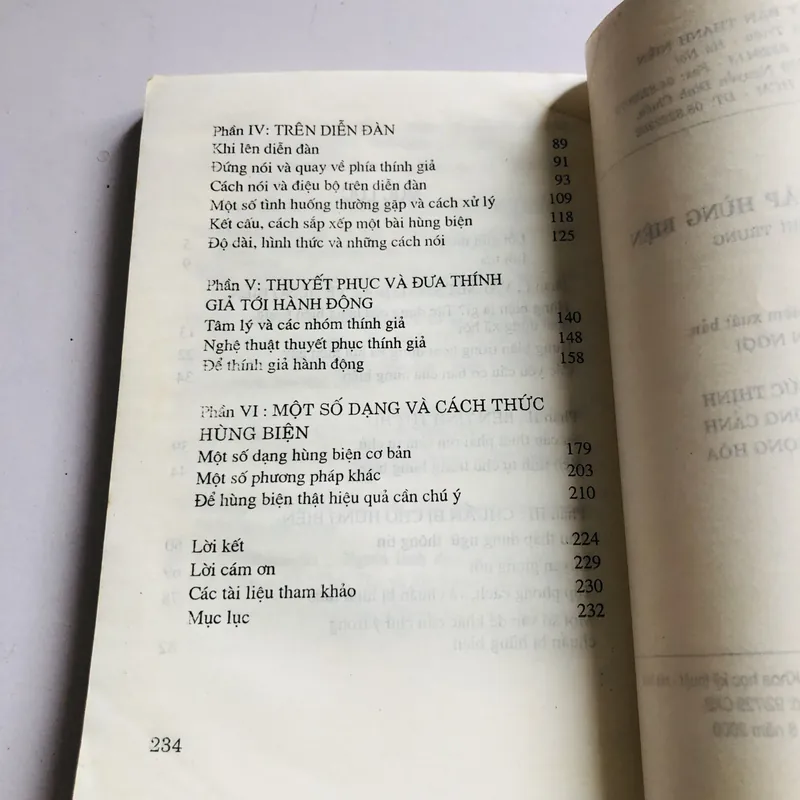 Phần IV: TRÊN DIỄN ĐÀN
Khi lên diễn đàn 89
Đứng nói và quay về phía thính giả 91
Cách nói và điệu bộ trên diễn đàn 93
Một số tình huống thường gặp và cách xử lý 109
Kết cấu, cách sắp xếp một bài hùng biện 118
Độ dài, hình thức và những cách nói 125
Phần V: THUYẾT PHỤC VÀ ĐƯA THÍNH
GIẢ TỚI HÀNH ĐỘNG
Tâm lý và các nhóm thính giả 140
Nghệ thuật thuyết phục thính giả 148
Để thính giả hành động 158
Phần VI : MỘT SỐ DẠNG VÀ CÁCH THỨC
HÙNG BIỆN
Một số dạng hùng biện cơ bản 179
Một số phương pháp khác 203
Để hùng biện thật hiệu quả cần chú ý 210
Lời kết 224
Lời cám ơn 229
Các tài liệu tham khảo 230
Mục lục 232
234